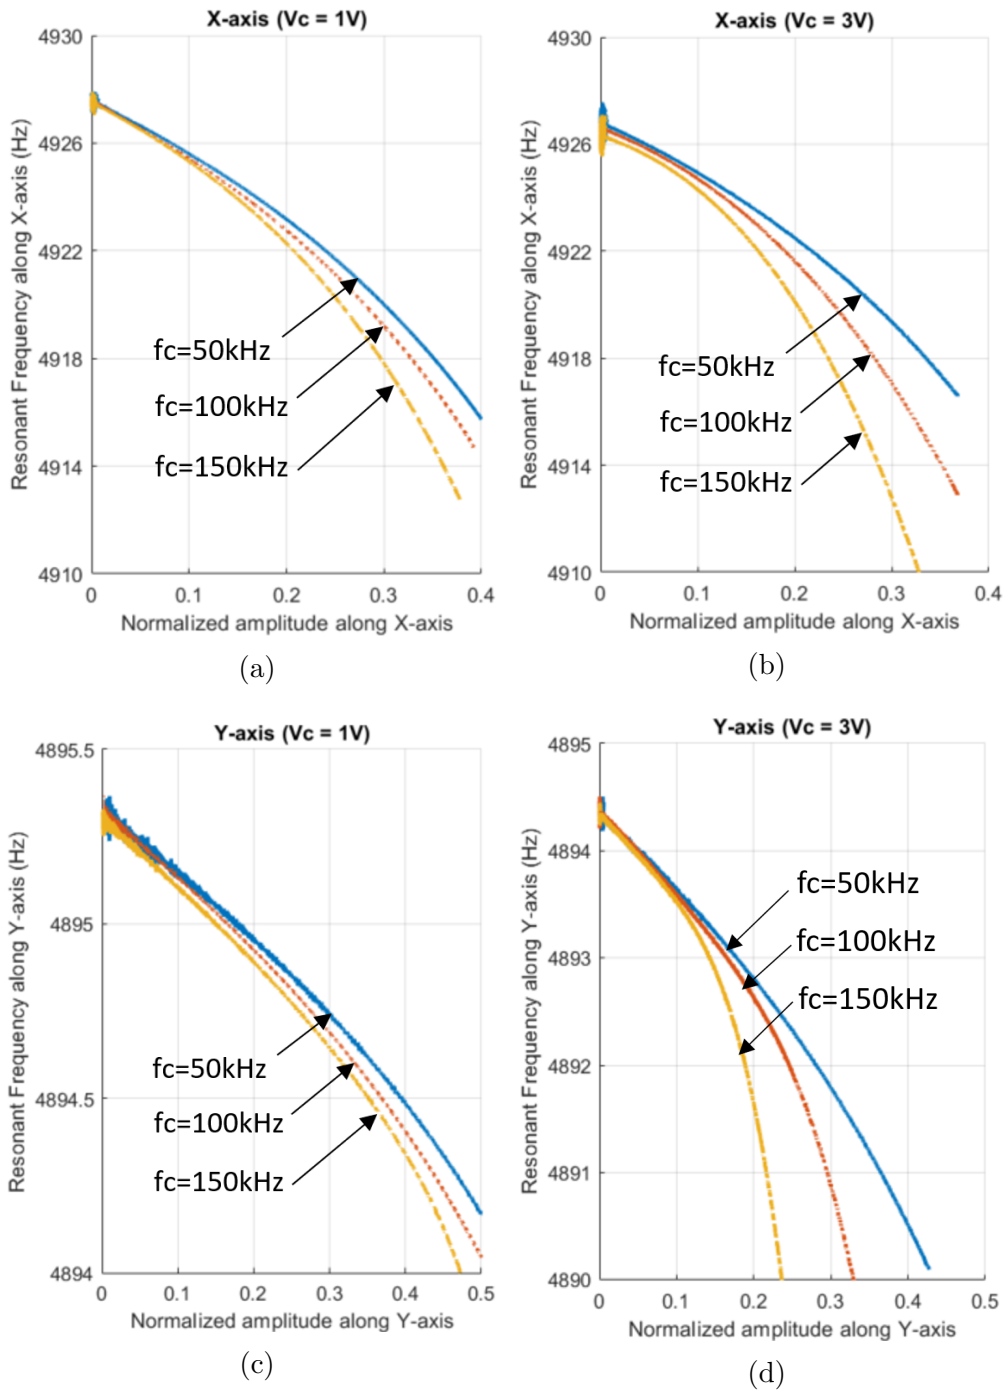 X-axis (Vc = 1V)
4930
4926
4922
4918
4914
4910
Resonant Frequency along X-axis (Hz)
fc=50kHz
fc=100kHz
fc=150kHz
0 0.1 0.2 0.3 0.4
Normalized amplitude along X-axis
(a)
X-axis (Vc = 3V)
4930
4926
4922
4918
4914
4910
Resonant Frequency along X-axis (Hz)
fc=50kHz
fc=100kHz
fc=150kHz
0 0.1 0.2 0.3 0.4
Normalized amplitude along X-axis
(b)
Y-axis (Vc = 1V)
4895.5
4895
4894.5
4894
Resonant Frequency along Y-axis (Hz)
fc=50kHz
fc=100kHz
fc=150kHz
0 0.1 0.2 0.3 0.4 0.5
Normalized amplitude along Y-axis
(c)
Y-axis (Vc = 3V)
4895
4894
4893
4892
4891
4890
Resonant Frequency along Y-axis (Hz)
fc=50kHz
fc=100kHz
fc=150kHz
0 0.1 0.2 0.3 0.4 0.5
Normalized amplitude along Y-axis
(d)